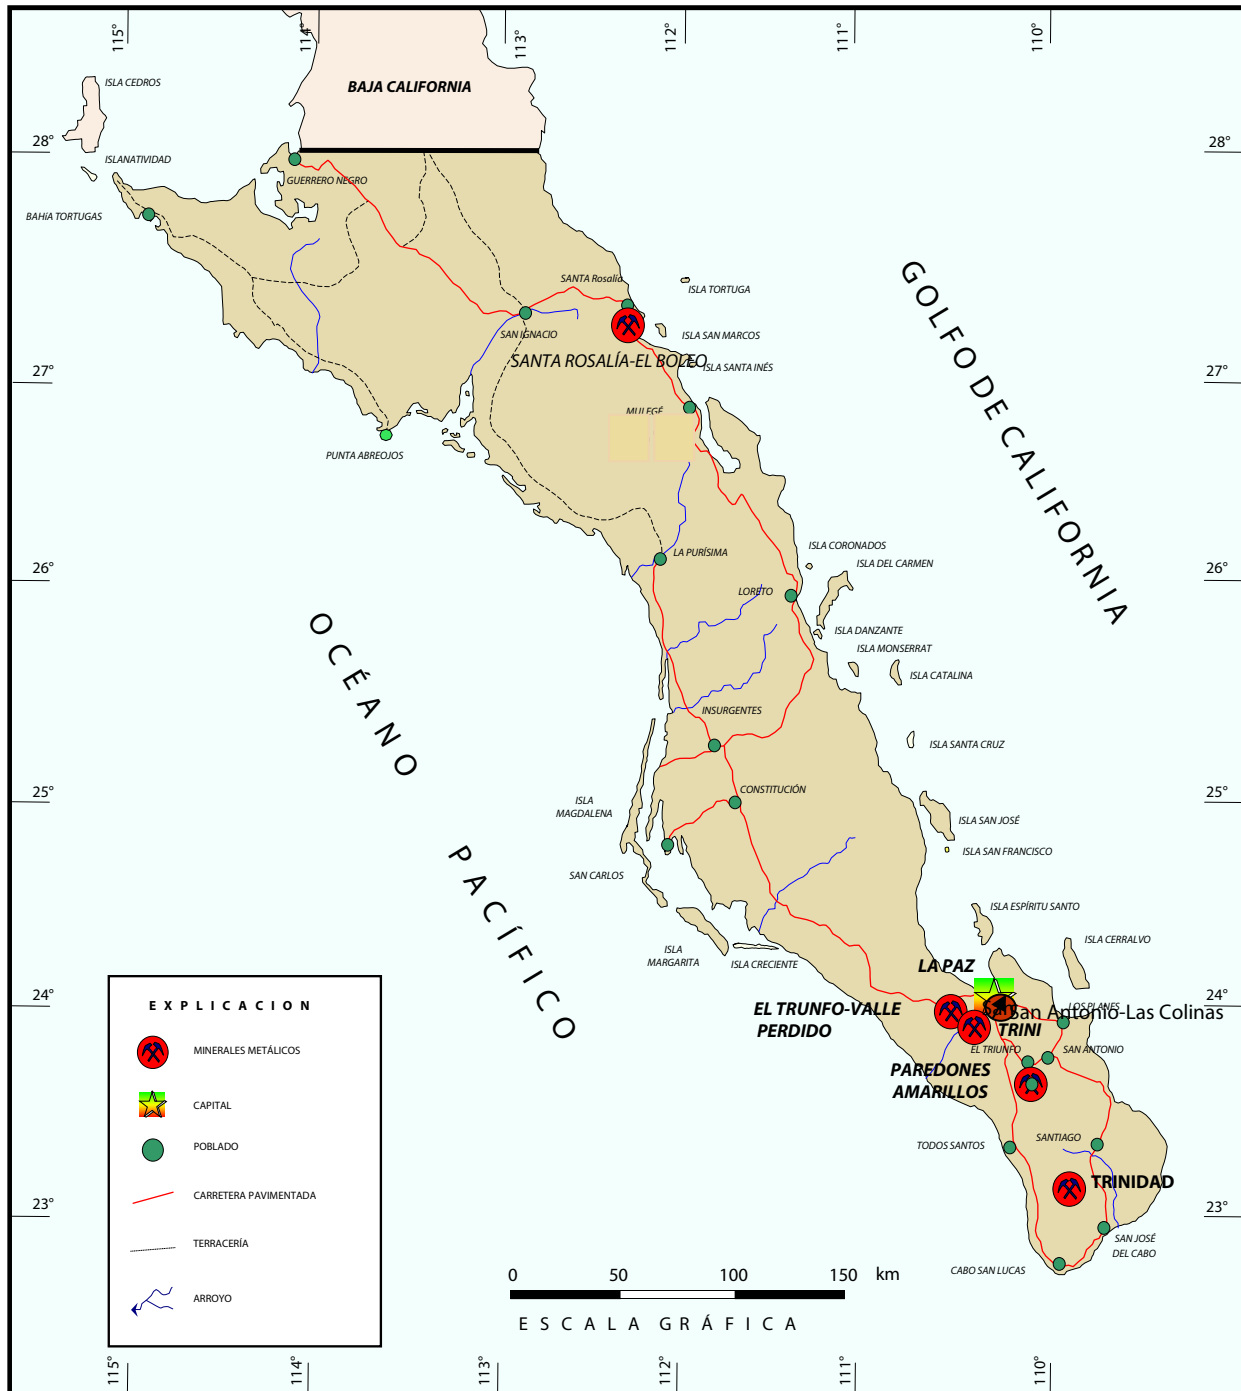 115°
114°
113°
112°
111°
110°
BAJA CALIFORNIA
ISLA CEDROS
28°
28°
ISLANATIVIDAD
GUERRERO NEGRO
BAHÍA TORTUGAS
SANTA Rosalía
ISLA TORTUGA
GOLFO DE CALIFORNIA
SAN IGNACIO
ISLA SAN MARCOS
SANTA ROSALÍA-EL BOLEO
ISLA SANTA INÉS
27°
27°
MULEGÉ
PUNTA ABREOJOS
LA PURÍSIMA
ISLA CORONADOS
ISLA DEL CARMEN
26°
26°
LORETO
ISLA DANZANTE
ISLA MONSERRAT
ISLA CATALINA
OCÉANO PACÍFICO
INSURGENTES
ISLA SANTA CRUZ
25°
25°
CONSTITUCIÓN
ISLA
MAGDALENA
ISLA SAN JOSÉ
ISLA SAN FRANCISCO
SAN CARLOS
ISLA ESPÍRITU SANTO
ISLA CERRALVO
ISLA
MARGARITA
ISLA CRECIENTE
LA PAZ
24°
24°
LOS PLANES
EL TRUNFO-VALLE
PERDIDO
San
San Antonio-Las Colinas
TRINI
EL TRIUNFO
SAN ANTONIO
PAREDONES
AMARILLOS
TODOS SANTOS
SANTIAGO
TRINIDAD
23°
23°
SAN JOSÉ
DEL CABO
CABO SAN LUCAS
EXPLICACION
MINERALES METÁLICOS
CAPITAL
POBLADO
CARRETERA PAVIMENTADA
TERRACERÍA
ARROYO
0 50 100 150 km
ESCALA GRÁFICA
115°
114°
113°
112°
111°
110°